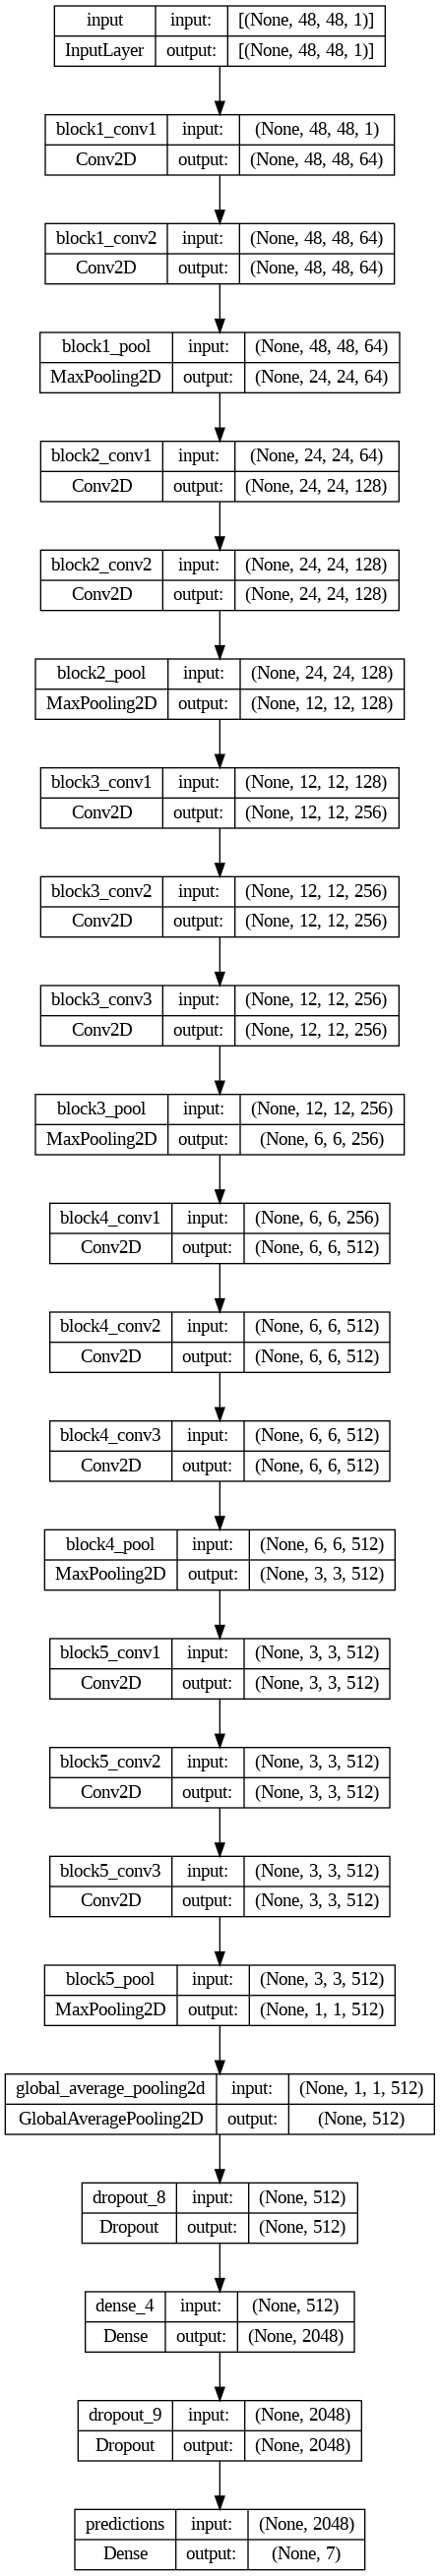 input input: [(None, 48, 48, 1)]
InputLayer output: [(None, 48, 48, 1)]
block1_conv1 input: (None, 48, 48, 1)
Conv2D output: (None, 48, 48, 64)
block1_conv2 input: (None, 48, 48, 64)
Conv2D output: (None, 48, 48, 64)
block1_pool input: (None, 48, 48, 64)
MaxPooling2D output: (None, 24, 24, 64)
block2_conv1 input: (None, 24, 24, 64)
Conv2D output: (None, 24, 24, 128)
block2_conv2 input: (None, 24, 24, 128)
Conv2D output: (None, 24, 24, 128)
block2_pool input: (None, 24, 24, 128)
MaxPooling2D output: (None, 12, 12, 128)
block3_conv1 input: (None, 12, 12, 128)
Conv2D output: (None, 12, 12, 256)
block3_conv2 input: (None, 12, 12, 256)
Conv2D output: (None, 12, 12, 256)
block3_conv3 input: (None, 12, 12, 256)
Conv2D output: (None, 12, 12, 256)
block3_pool input: (None, 12, 12, 256)
MaxPooling2D output: (None, 6, 6, 256)
block4_conv1 input: (None, 6, 6, 256)
Conv2D output: (None, 6, 6, 512)
block4_conv2 input: (None, 6, 6, 512)
Conv2D output: (None, 6, 6, 512)
block4_conv3 input: (None, 6, 6, 512)
Conv2D output: (None, 6, 6, 512)
block4_pool input: (None, 6, 6, 512)
MaxPooling2D output: (None, 3, 3, 512)
block5_conv1 input: (None, 3, 3, 512)
Conv2D output: (None, 3, 3, 512)
block5_conv2 input: (None, 3, 3, 512)
Conv2D output: (None, 3, 3, 512)
block5_conv3 input: (None, 3, 3, 512)
Conv2D output: (None, 3, 3, 512)
block5_pool input: (None, 3, 3, 512)
MaxPooling2D output: (None, 1, 1, 512)
global_average_pooling2d input: (None, 1, 1, 512)
GlobalAveragePooling2D output: (None, 512)
dropout_8 input: (None, 512)
Dropout output: (None, 512)
dense_4 input: (None, 512)
Dense output: (None, 2048)
dropout_9 input: (None, 2048)
Dropout output: (None, 2048)
predictions input: (None, 2048)
Dense output: (None, 7)